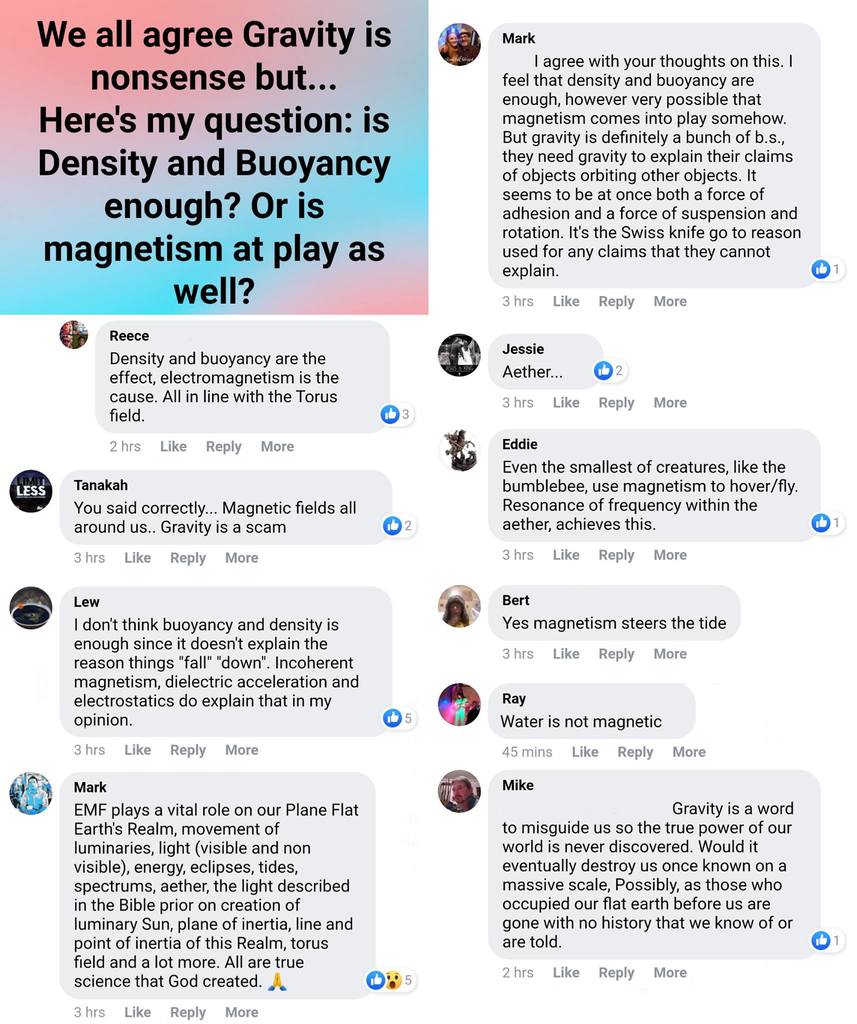 We all agree Gravity is
nonsense but...
Here's my question: is
Density and Buoyancy
enough? Or is
magnetism at play as
well?
Reece
Density and buoyancy are the
effect, electromagnetism is the
cause. All in line with the Torus
field.
3
2 hrs Like Reply More
LIMIT
LESS
Tanakah
You said correctly... Magnetic fields all
around us.. Gravity is a scam
2
3 hrs Like Reply More
Lew
I don't think buoyancy and density is
enough since it doesn't explain the
reason things "fall" "down". Incoherent
magnetism, dielectric acceleration and
electrostatics do explain that in my
opinion.
5
3 hrs Like Reply More
Mark
EMF plays a vital role on our Plane Flat
Earth's Realm, movement of
luminaries, light (visible and non
visible), energy, eclipses, tides,
spectrums, aether, the light described
in the Bible prior on creation of
luminary Sun, plane of inertia, line and
point of inertia of this Realm, torus
field and a lot more. All are true
science that God created. 🙏
5
3 hrs Like Reply More
Mark
I agree with your thoughts on this. I
feel that density and buoyancy are
enough, however very possible that
magnetism comes into play somehow.
But gravity is definitely a bunch of b.s.,
they need gravity to explain their claims
of objects orbiting other objects. It
seems to be at once both a force of
adhesion and a force of suspension and
rotation. It's the Swiss knife go to reason
used for any claims that they cannot
explain.
1
3 hrs Like Reply More
Jessie
Aether...
2
3 hrs Like Reply More
Eddie
Even the smallest of creatures, like the
bumblebee, use magnetism to hover/fly.
Resonance of frequency within the
aether, achieves this.
1
3 hrs Like Reply More
Bert
Yes magnetism steers the tide
3 hrs Like Reply More
Ray
Water is not magnetic
45 mins Like Reply More
Mike
Gravity is a word
to misguide us so the true power of our
world is never discovered. Would it
eventually destroy us once known on a
massive scale, Possibly, as those who
occupied our flat earth before us are
gone with no history that we know of or
are told.
1
2 hrs Like Reply More